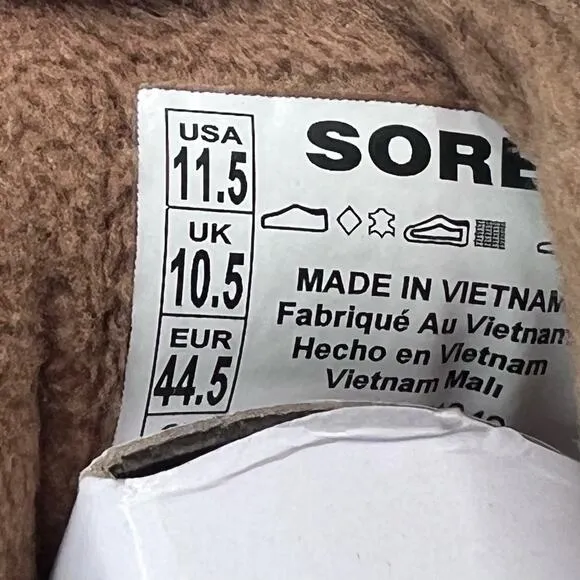 USA
11.5
UK
10.5
EUR
44.5
SORE
MADE IN VIETNAM
Fabriqué Au Vietnam
Hecho en Vietnam
Vietnam Malı